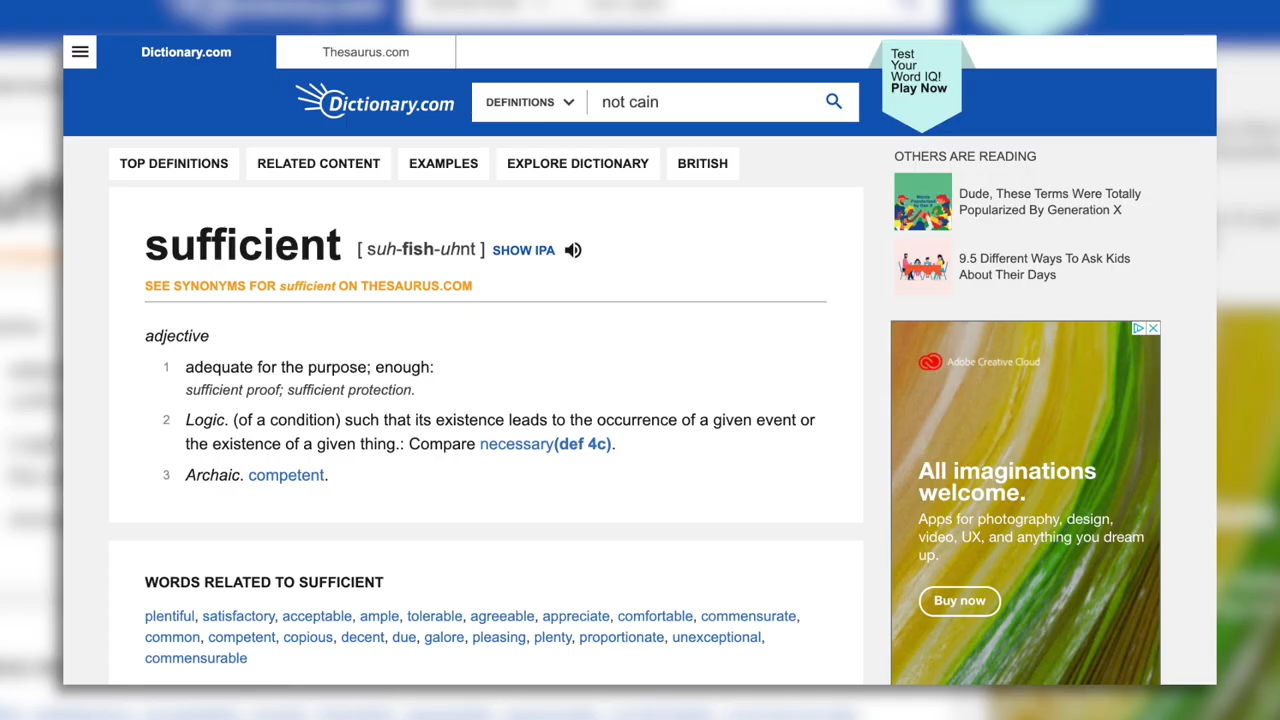 Dictionary.com
Thesaurus.com
Test
Your
Word IQ!
Play Now
Dictionary.com
DEFINITIONS
not cain
TOP DEFINITIONS
RELATED CONTENT
EXAMPLES
EXPLORE DICTIONARY
BRITISH
sufficient [ suh-fish-uhnt ] SHOW IPA
SEE SYNONYMS FOR sufficient ON THESAURUS.COM
adjective
1 adequate for the purpose; enough:
sufficient proof; sufficient protection.
2 Logic. (of a condition) such that its existence leads to the occurrence of a given event or
the existence of a given thing.: Compare necessary(def 4c).
3 Archaic. competent.
WORDS RELATED TO SUFFICIENT
plentiful, satisfactory, acceptable, ample, tolerable, agreeable, appreciate, comfortable, commensurate,
common, competent, copious, decent, due, galore, pleasing, plenty, proportionate, unexceptional,
commensurable
OTHERS ARE READING
Dude, These Terms Were Totally
Popularized By Generation X
9.5 Different Ways To Ask Kids
About Their Days
Adobe Creative Cloud
All imaginations
welcome.
Apps for photography, design,
video, UX, and anything you dream
up.
Buy now